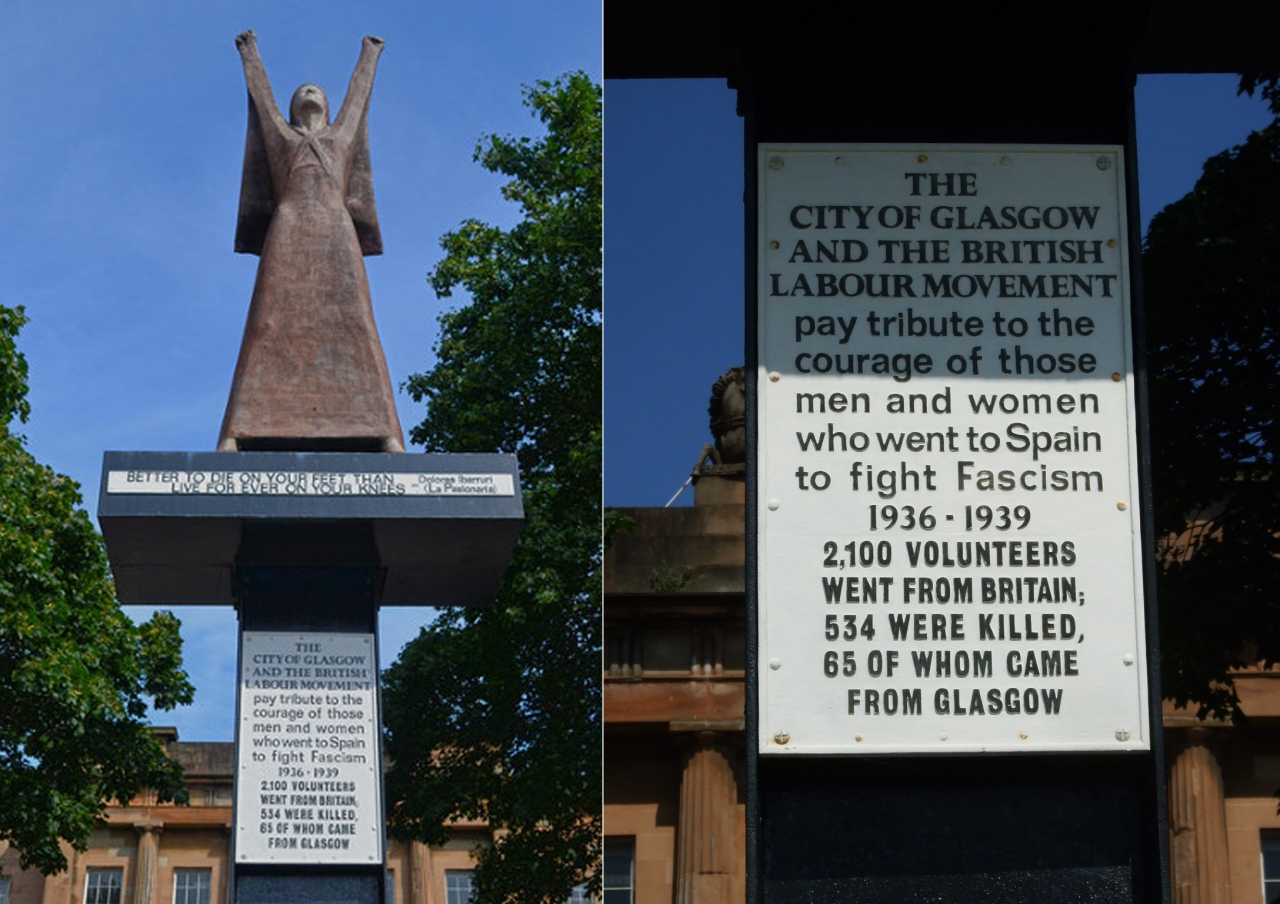 BETTER TO DIE ON YOUR FEET THAN
LIVE FOR EVER ON YOUR KNEES "
Dolores Ibarruri
(La Pasionaria)
THE
CITY OF GLASGOW
AND THE BRITISH
LABOUR MOVEMENT
pay tribute to the
courage of those
men and women
who went to Spain
to fight Fascism
1936 - 1939
2,100 VOLUNTEERS
WENT FROM BRITAIN;
534 WERE KILLED,
65 OF WHOM CAME
FROM GLASGOW
THE
CITY OF GLASGOW
AND THE BRITISH
LABOUR MOVEMENT
pay tribute to the
courage of those
men and women
who went to Spain
to fight Fascism
1936 - 1939
2,100 VOLUNTEERS
WENT FROM BRITAIN;
534 WERE KILLED,
65 OF WHOM CAME
FROM GLASGOW